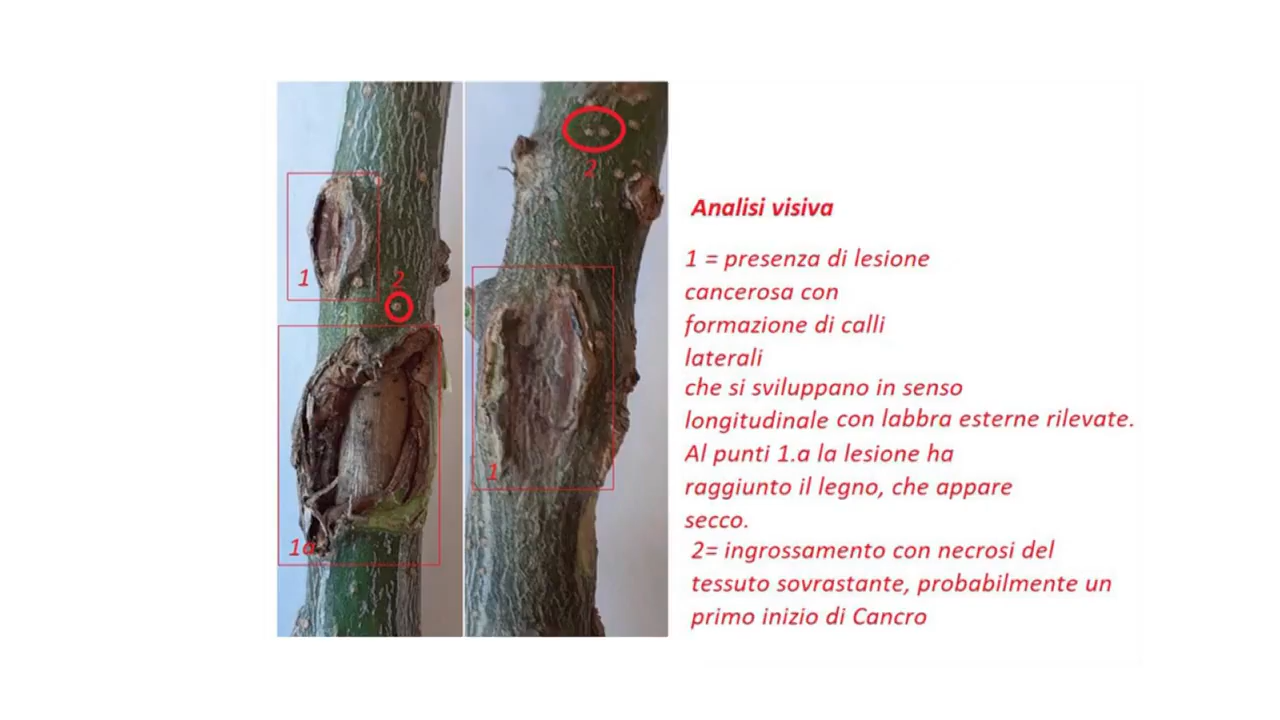 2
1
2
1
1a
Analisi visiva
1 = presenza di lesione
cancerosa con
formazione di calli
laterali
che si sviluppano in senso
longitudinale con labbra esterne rilevate.
Al punti 1.a la lesione ha
raggiunto il legno, che appare
secco.
2= ingrossamento con necrosi del
tessuto sovrastante, probabilmente un
primo inizio di Cancro